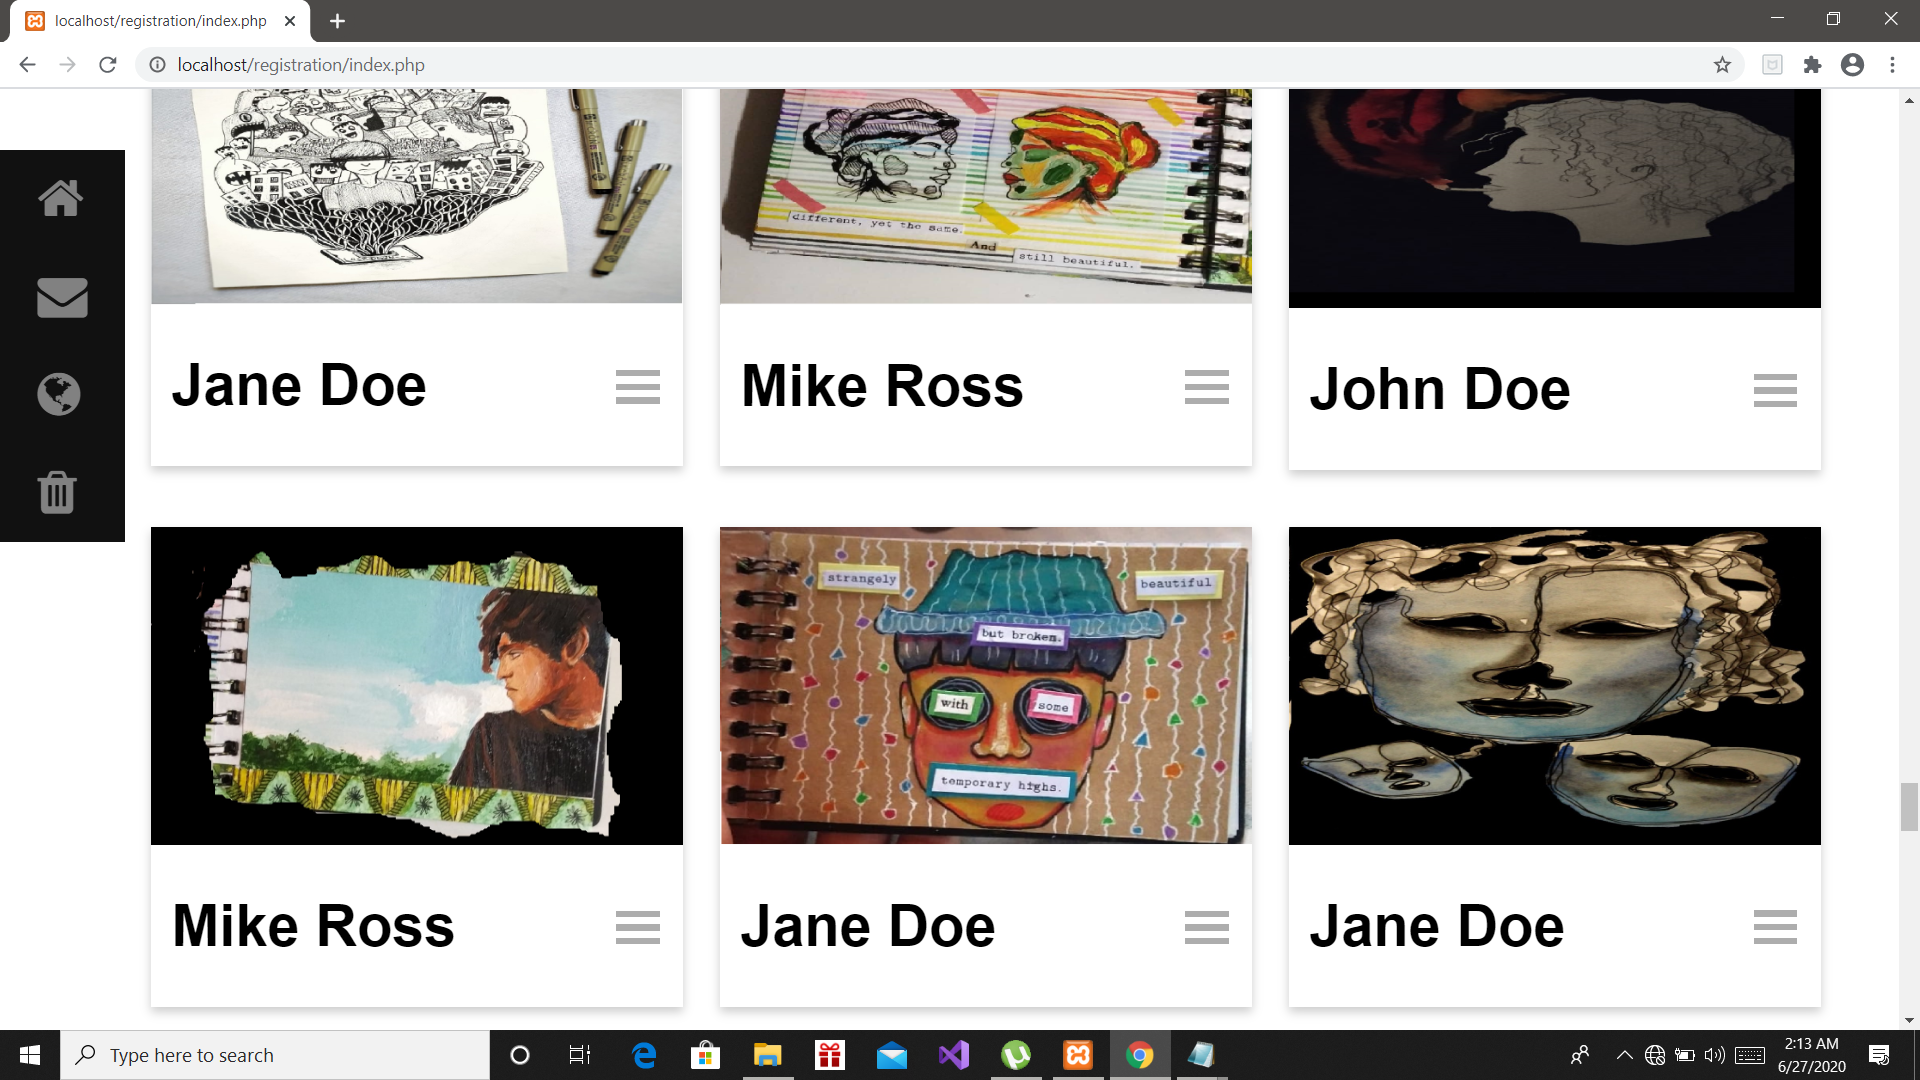 localhost/registration/index.php
localhost/registration/index.php
different, yet the same.
And
still beautiful.
Jane Doe
Mike Ross
John Doe
strangely
beautiful
but broken.
with
some
temporary highs.
Mike Ross
Jane Doe
Jane Doe
Type here to search
2:13 AM
6/27/2020